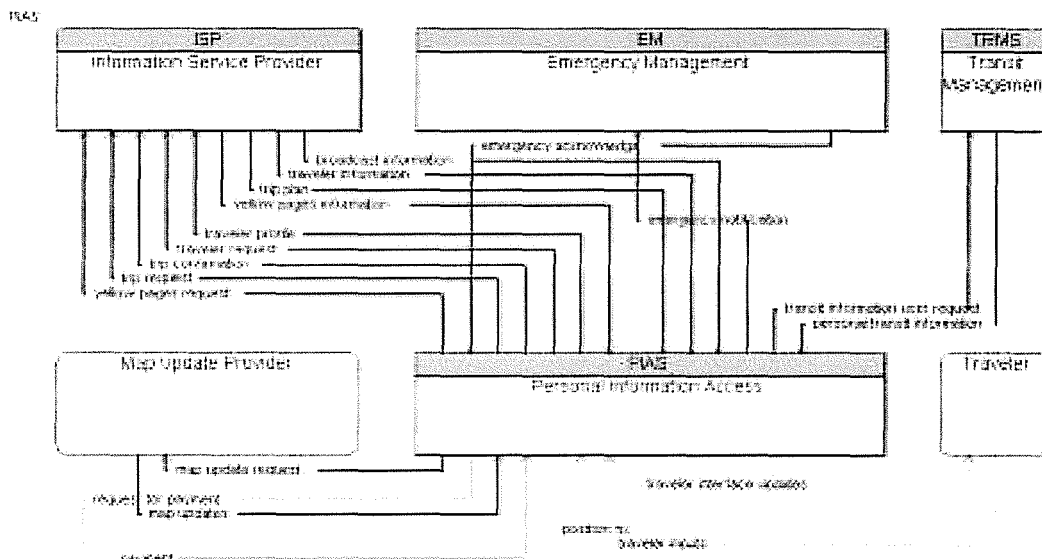 PIAS
ISP
Information Service Provider
EM
Emergency Management
TRMS
Transit
Management
emergency acknowledge
broadcast information
traveler information
trip plan
yellow pages information
emergency notification
traveler profile
traveler request
trip confirmation
trip request
yellow pages request
transit information user request
personal transit information
Map Update Provider
PIAS
Personal Information Access
Traveler
map update request
traveler interface updates
request for payment
map updates
traveler inputs
payment